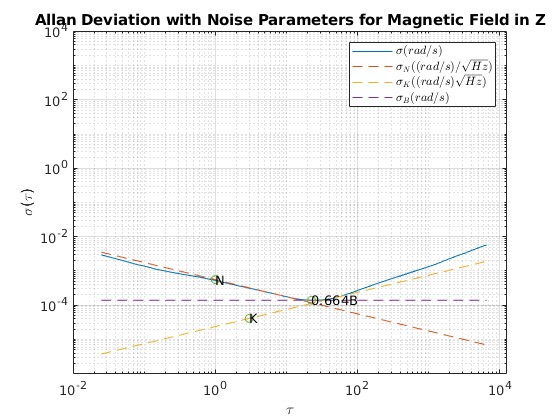 Allan Deviation with Noise Parameters for Magnetic Field in Z
10^4
10^2
10^0
10^-2
10^-4
σ(τ)
σ(rad/s)
σ_N((rad/s)/√Hz)
σ_K((rad/s)√Hz)
σ_B(rad/s)
N
0.664B
K
10^-2
10^0
10^2
10^4
τ